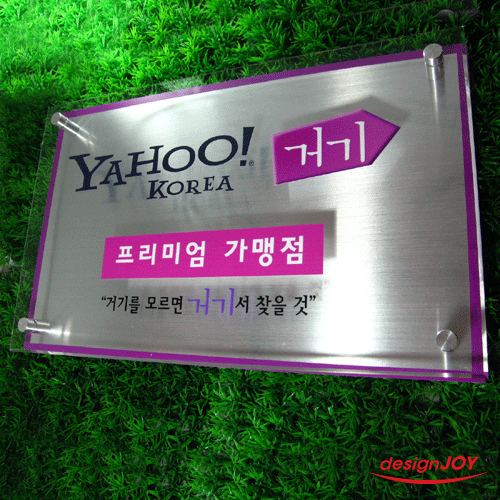 YAHOO!®
KOREA
거기
프리미엄 가맹점
“거기를 모르면 거기서 찾을 것”
designJOY